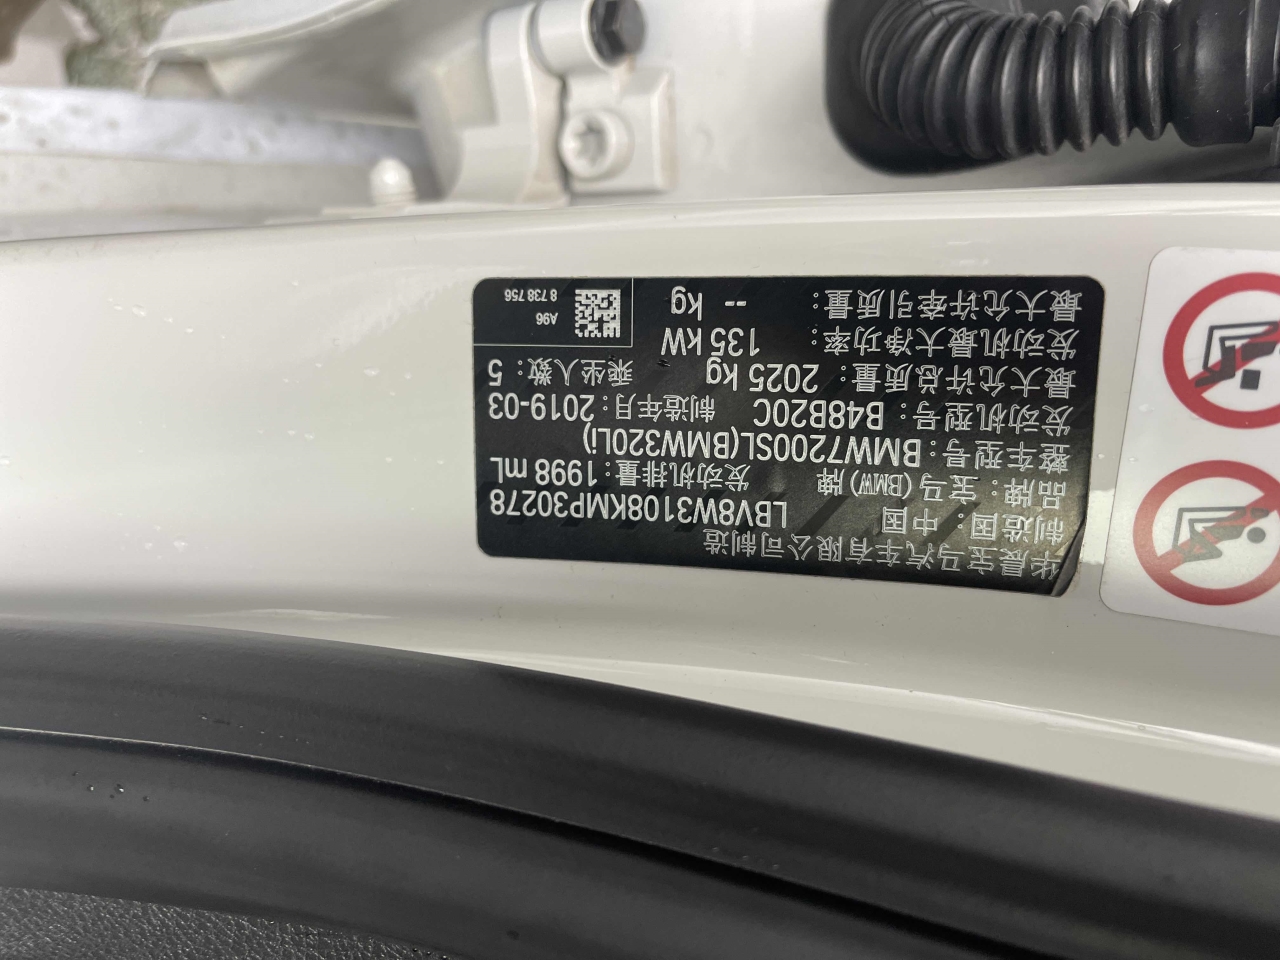 华晨宝马汽车有限公司制造
制造国：中国 LBV8W3108KMP30278
品牌：宝马(BMW)牌 发动机排量：1998 mL
整车型号：BMW7200SL(BMW320Li)
发动机型号：B48B20C 制造年月：2019-03
最大允许总质量：2025 kg 乘坐人数：5
发动机最大净功率：135 kW
最大允许牵引质量：-- kg
A96
8 738 756